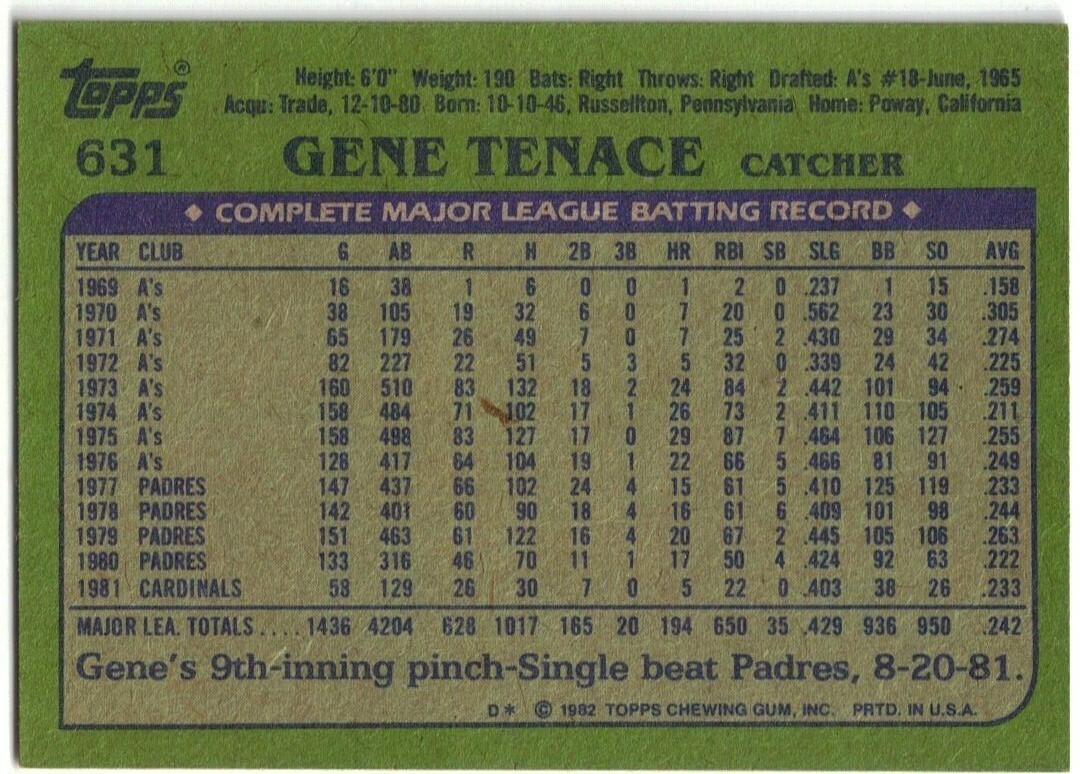 Topps®
Height: 6'0" Weight: 190 Bats: Right Throws: Right Drafted: A's #18-June, 1965
Acqu: Trade, 12-10-80 Born: 10-10-46, Russellton, Pennsylvania Home: Poway, California
631 GENE TENACE CATCHER
◆ COMPLETE MAJOR LEAGUE BATTING RECORD ◆
YEAR CLUB G AB R H 2B 3B HR RBI SB SLG BB SO AVG
1969 A's 16 38 1 6 0 0 1 2 0 .237 1 15 .158
1970 A's 38 105 19 32 6 0 7 20 0 .562 23 30 .305
1971 A's 65 179 26 49 7 0 7 25 2 .430 29 34 .274
1972 A's 82 227 22 51 5 3 5 32 0 .339 24 42 .225
1973 A's 160 510 83 132 18 2 24 84 2 .442 101 94 .259
1974 A's 158 484 71 102 17 1 26 73 2 .411 110 105 .211
1975 A's 158 498 83 127 17 0 29 87 7 .464 106 127 .255
1976 A's 128 417 64 104 19 1 22 66 5 .466 81 91 .249
1977 PADRES 147 437 66 102 24 4 15 61 5 .410 125 119 .233
1978 PADRES 142 401 60 90 18 4 16 61 6 .409 101 98 .244
1979 PADRES 151 463 61 122 16 4 20 67 2 .445 105 106 .263
1980 PADRES 133 316 46 70 11 1 17 50 4 .424 92 63 .222
1981 CARDINALS 58 129 26 30 7 0 5 22 0 .403 38 26 .233
MAJOR LEA. TOTALS .... 1436 4204 628 1017 165 20 194 650 35 .429 936 950 .242
Gene's 9th-inning pinch-Single beat Padres, 8-20-81.
D* © 1982 TOPPS CHEWING GUM, INC. PRTD. IN U.S.A.